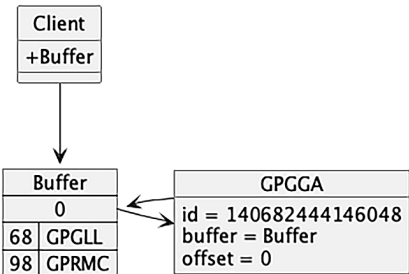 Client
+Buffer
Buffer
0
68 GPGLL
98 GPRMC
GPGGA
id = 140682444146048
buffer = Buffer
offset = 0